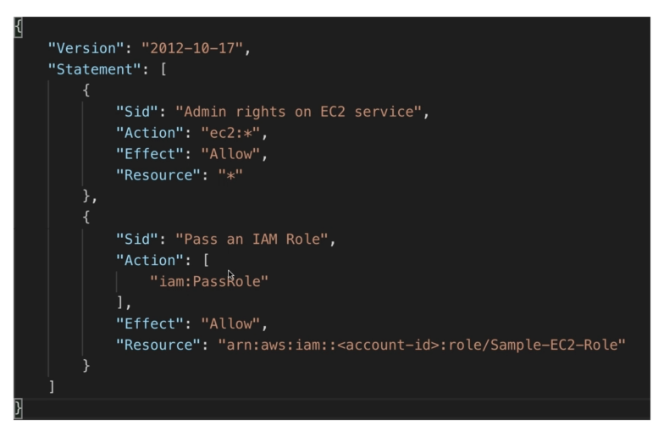 {
"Version": "2012-10-17",
"Statement": [
{
"Sid": "Admin rights on EC2 service",
"Action": "ec2:*",
"Effect": "Allow",
"Resource": "*"
},
{
"Sid": "Pass an IAM Role",
"Action": [
"iam:PassRole"
],
"Effect": "Allow",
"Resource": "arn:aws:iam::<account-id>:role/Sample-EC2-Role"
}
]
}